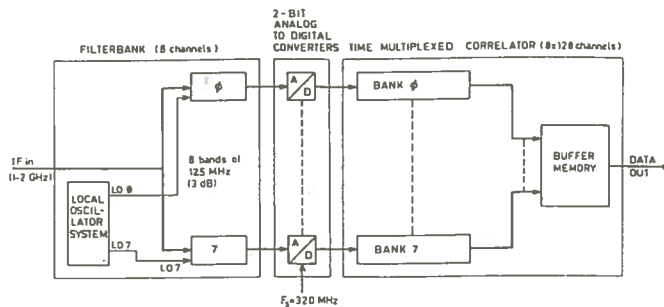 2-BIT
ANALOG
TO DIGITAL
FILTERBANK (8 channels)
CONVERTERS
TIME MULTIPLEXED CORRELATOR (8x128 channels)
ϕ
A
D
BANK ϕ
IF in
(1-2 GHz)
8 bands of
125 MHz
(3 dB)
BUFFER
MEMORY
DATA
OUT
LO ϕ
LOCAL
OSCIL-
LATOR
SYSTEM
LO 7
LO 7
7
A
D
BANK 7
Fs=320 MHz